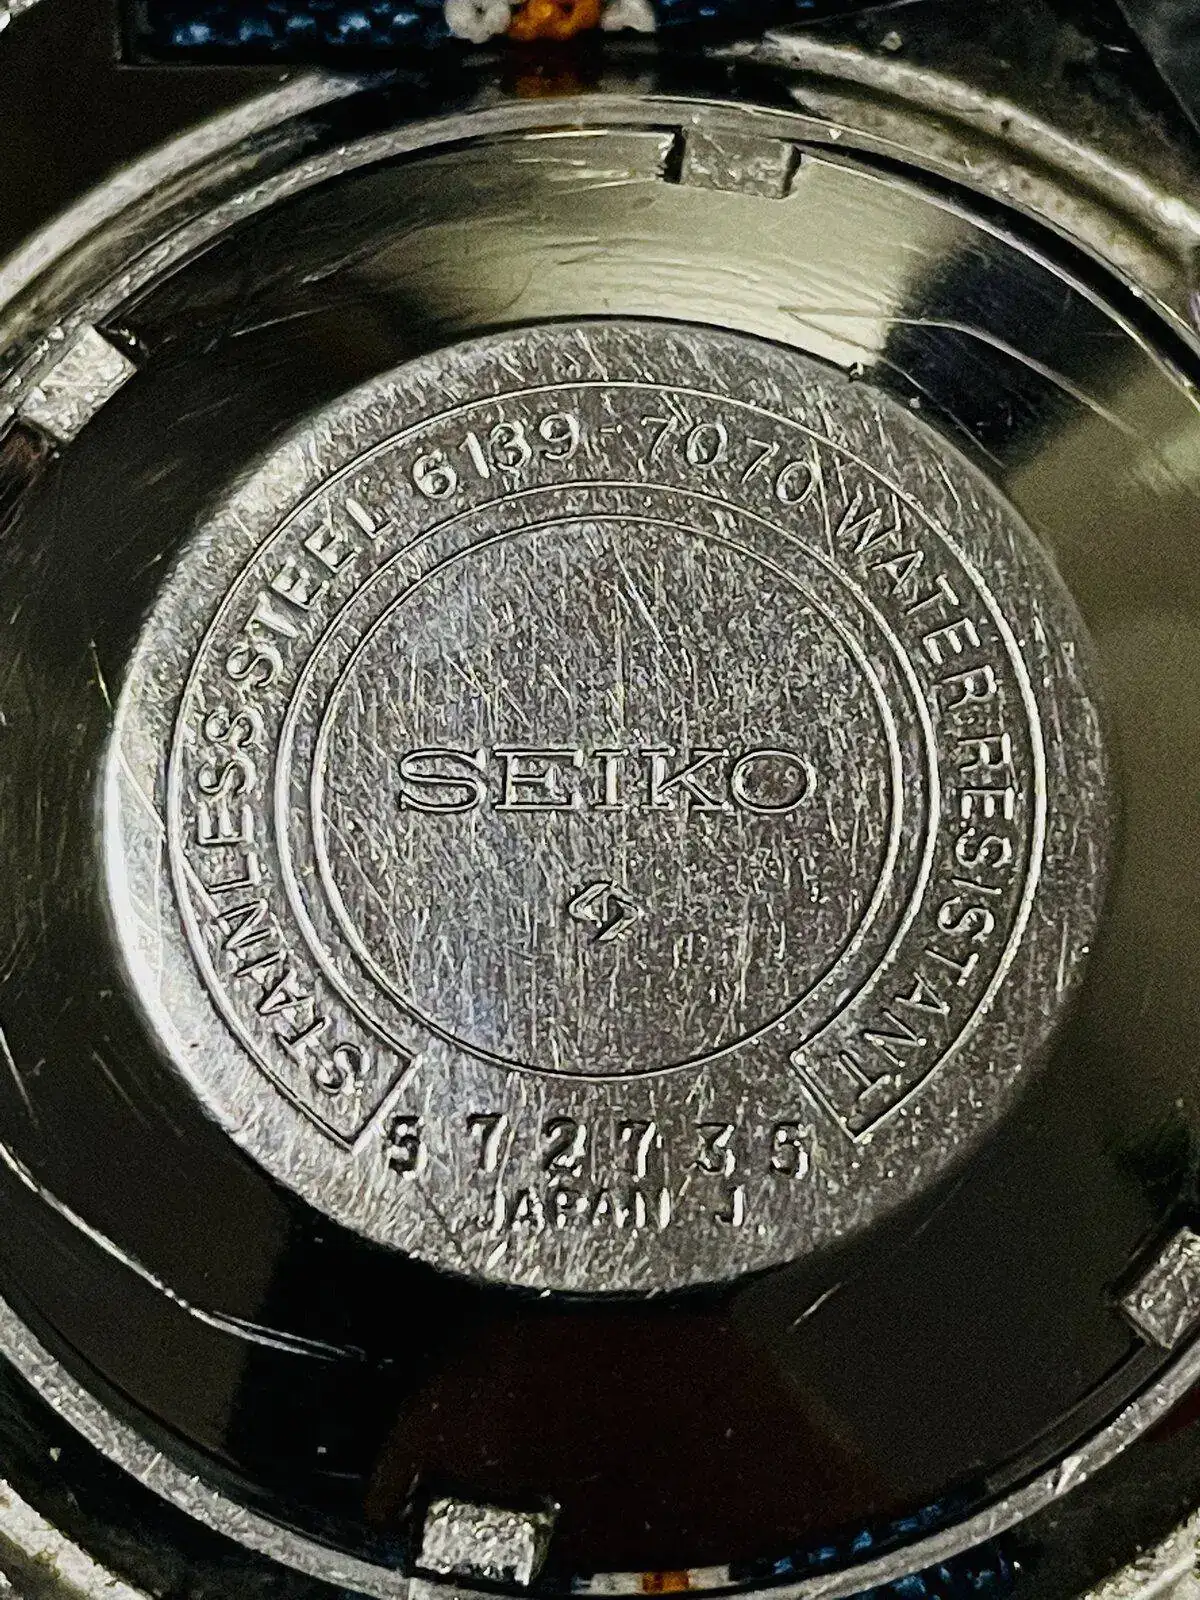 STAINLESS STEEL 6139-7070 WATER RESISTANT
SEIKO
572735
JAPAN J